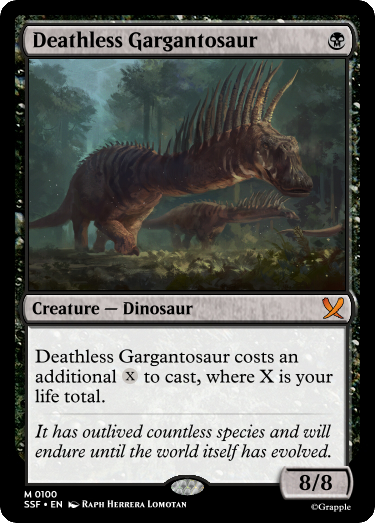 Deathless Gargantosaur
Creature — Dinosaur
Deathless Gargantosaur costs an
additional X to cast, where X is your
life total.
It has outlived countless species and will
endure until the world itself has evolved.
8/8
M 0100
SSF • EN Raph Herrera Lomotan
©Grapple